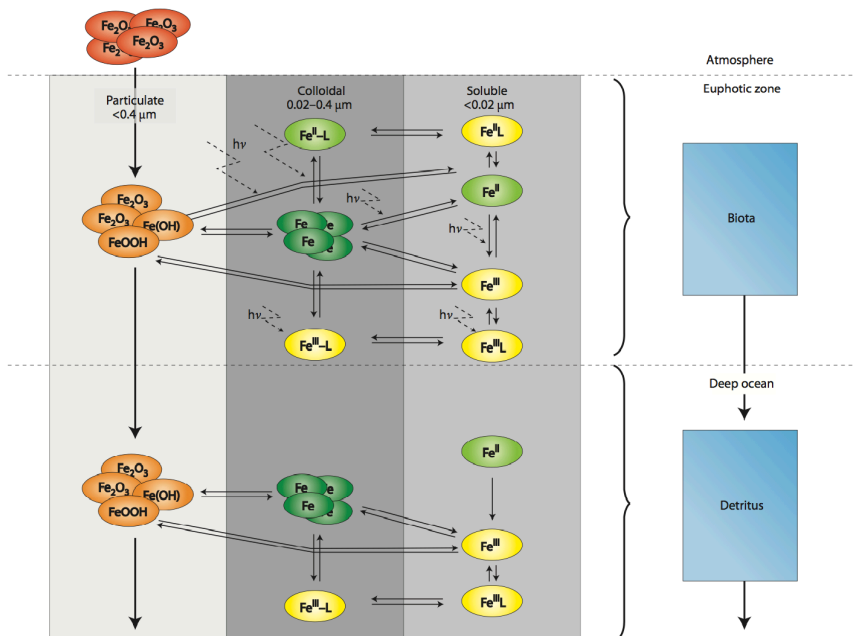 Fe₂O₃
Fe₂O₃
Fe₂O₃
Atmosphere
Euphotic zone
Particulate
<0.4 μm
Colloidal
0.02–0.4 μm
Soluble
<0.02 μm
Feᴵᴵ–L
FeᴵᴵL
hν
hν
Feᴵᴵ
Fe₂O₃
Fe₂O₃
Fe(OH)
FeOOH
Fe
Fe
hν
Biota
Feᴵᴵᴵ
hν
hν
Feᴵᴵᴵ–L
FeᴵᴵᴵL
Deep ocean
Feᴵᴵ
Fe₂O₃
Fe₂O₃
Fe(OH)
FeOOH
Fe
Fe
Detritus
Feᴵᴵᴵ
Feᴵᴵᴵ–L
FeᴵᴵᴵL